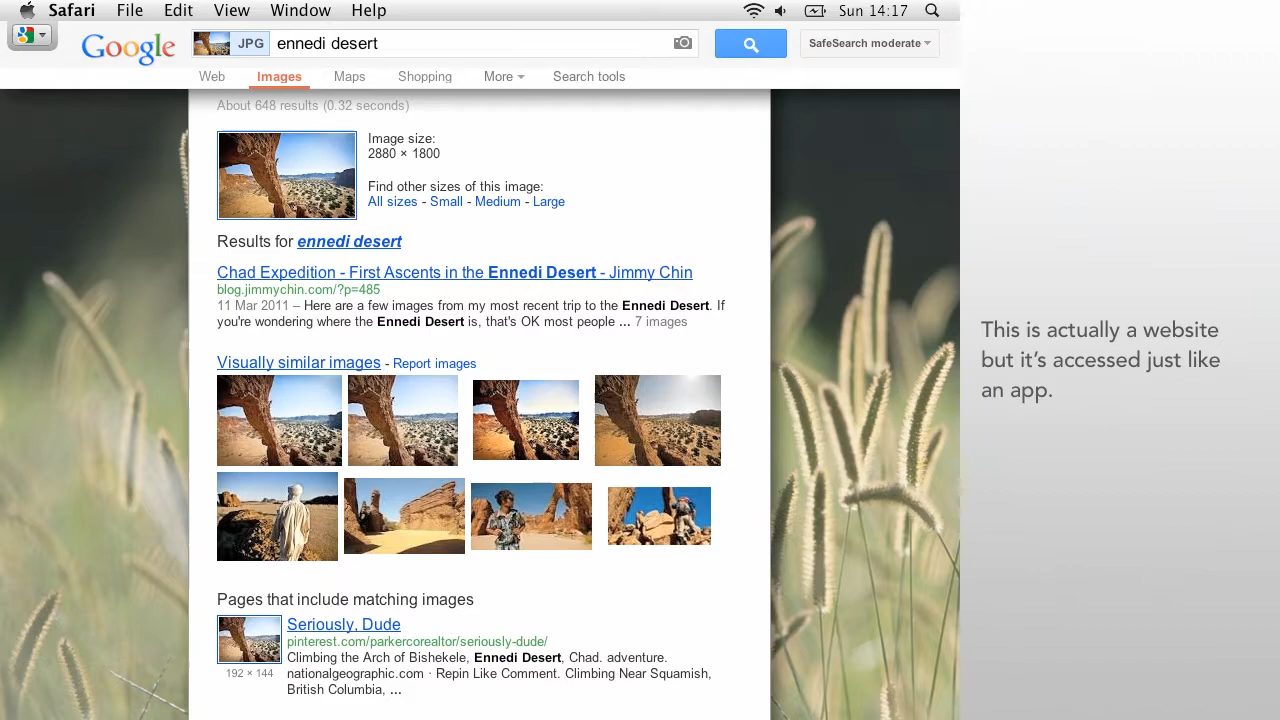 Safari File Edit View Window Help Sun 14:17
Google JPG ennedi desert SafeSearch moderate
Web Images Maps Shopping More Search tools
About 648 results (0.32 seconds)
Image size:
2880 × 1800
Find other sizes of this image:
All sizes - Small - Medium - Large
Results for ennedi desert
Chad Expedition - First Ascents in the Ennedi Desert - Jimmy Chin
blog.jimmychin.com/?p=485
11 Mar 2011 – Here are a few images from my most recent trip to the Ennedi Desert. If
you're wondering where the Ennedi Desert is, that's OK most people ... 7 images
Visually similar images - Report images
Pages that include matching images
Seriously, Dude
pinterest.com/parkercorealtor/seriously-dude/
192 × 144
Climbing the Arch of Bishekele, Ennedi Desert, Chad. adventure.
nationalgeographic.com · Repin Like Comment. Climbing Near Squamish,
British Columbia, ...
This is actually a website
but it’s accessed just like
an app.